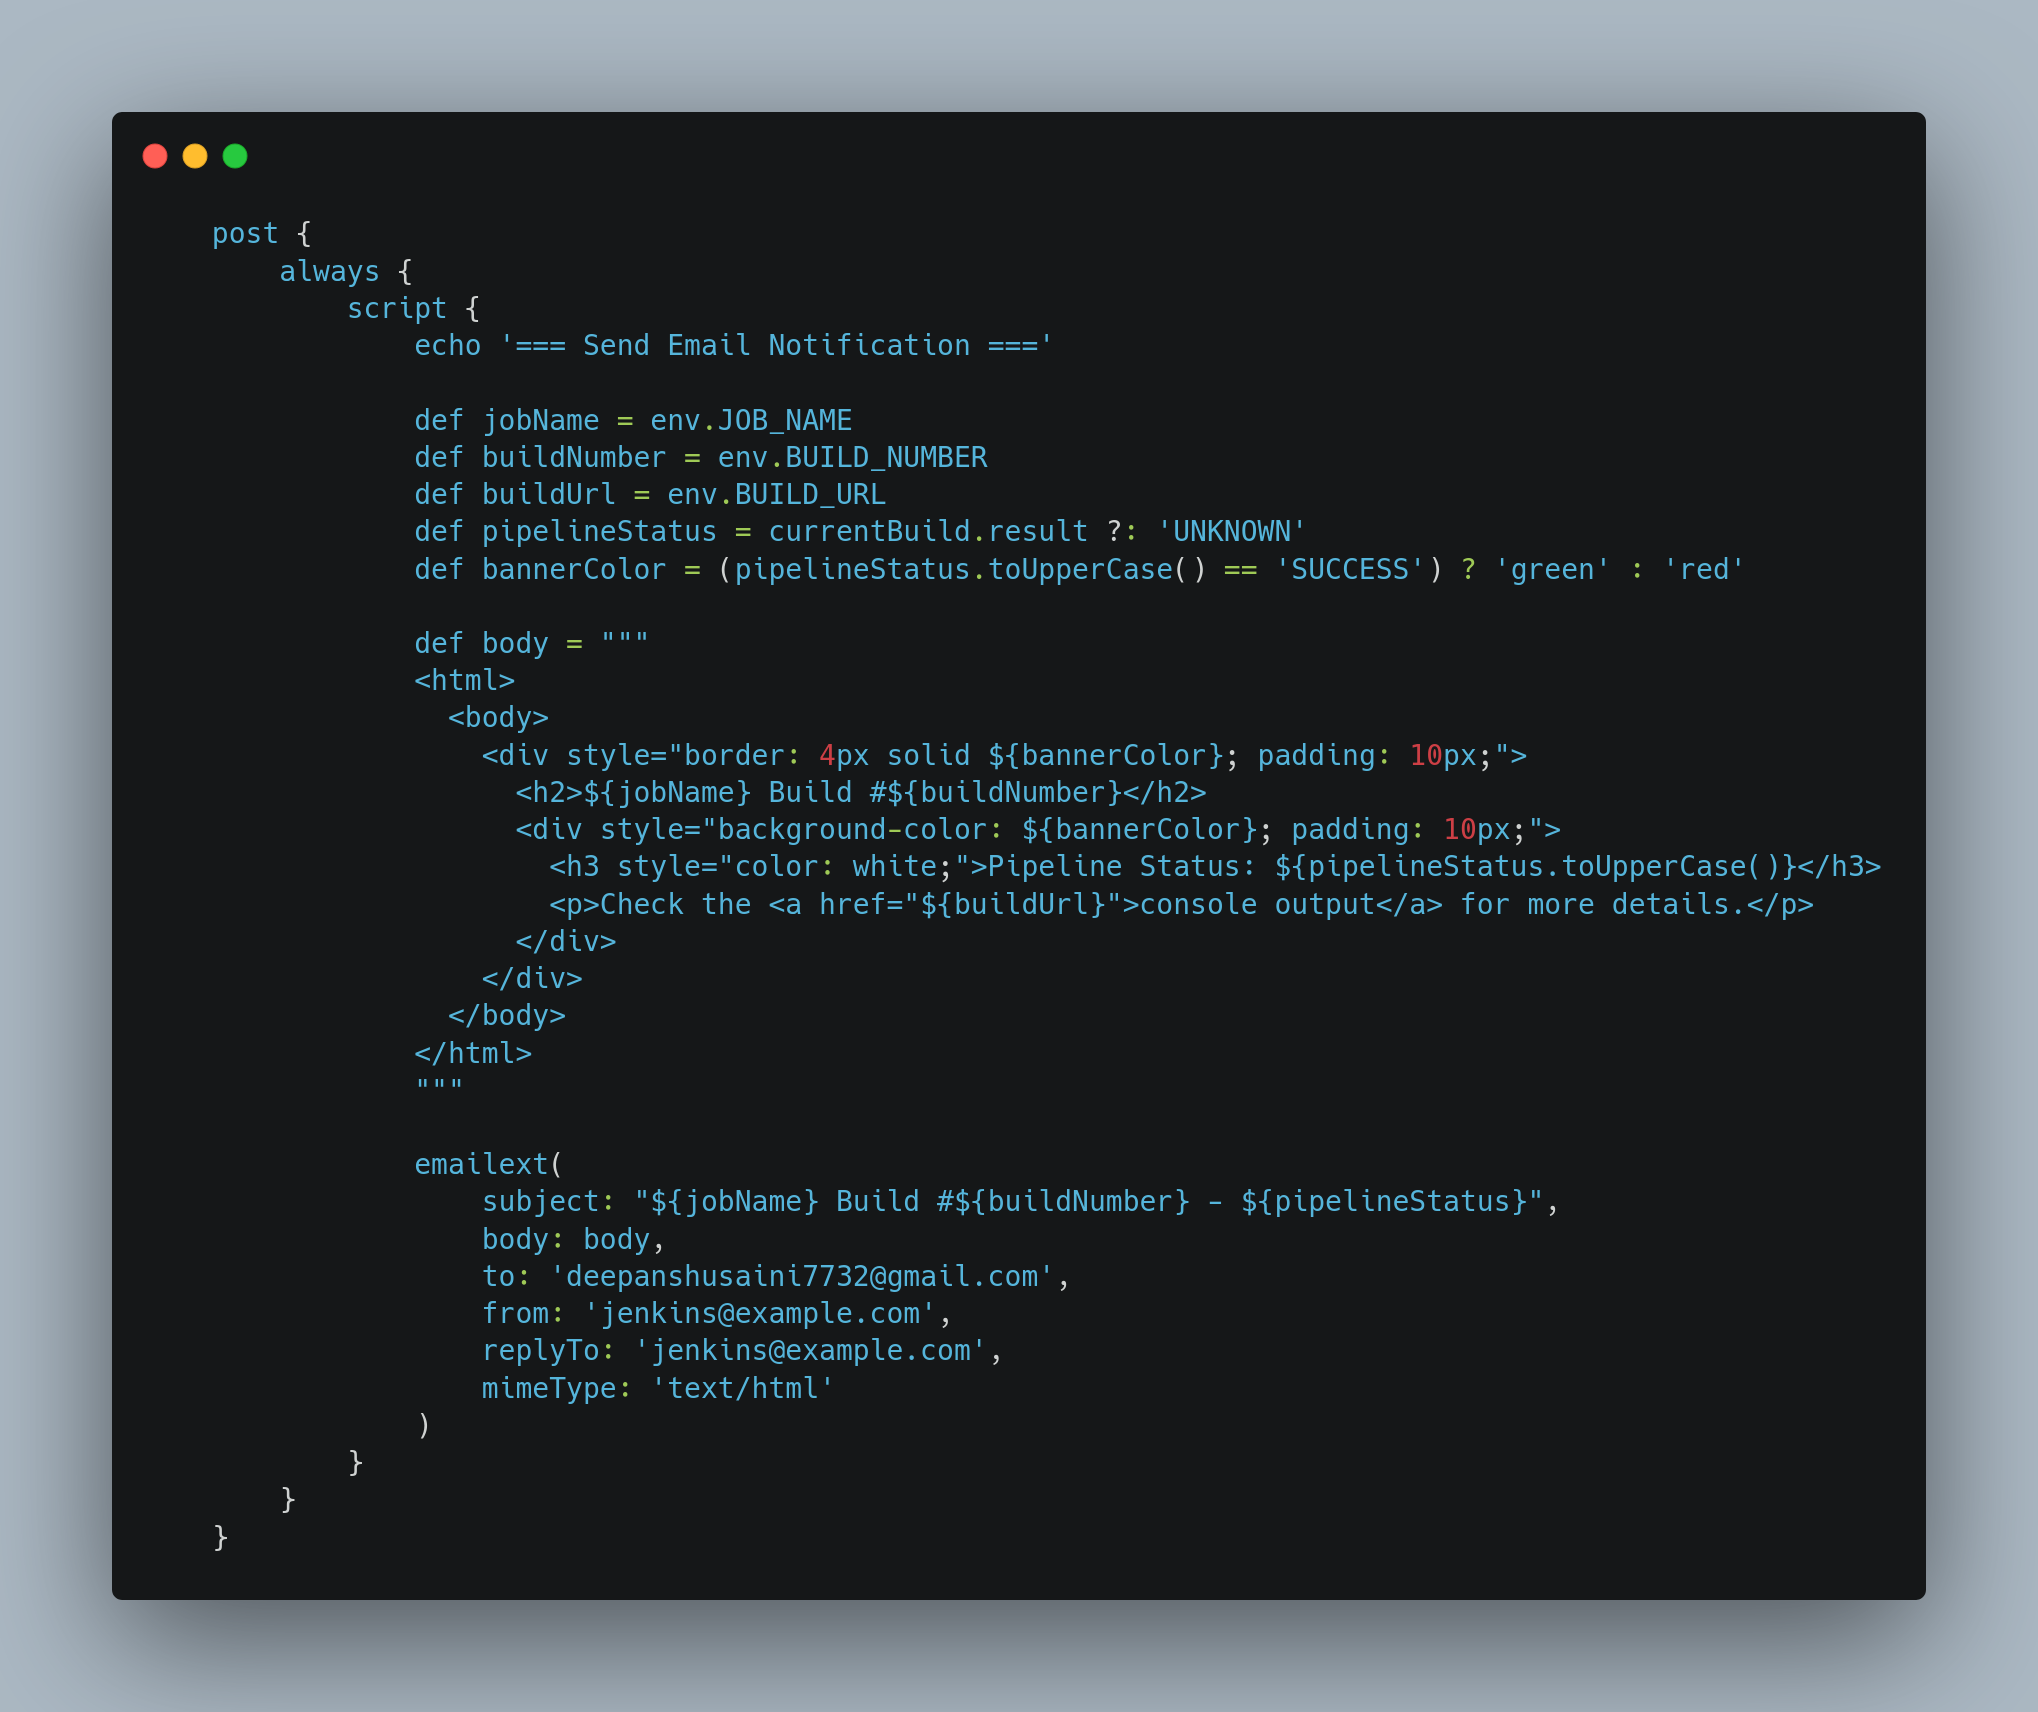 post {
    always {
        script {
            echo '=== Send Email Notification ==='

            def jobName = env.JOB_NAME
            def buildNumber = env.BUILD_NUMBER
            def buildUrl = env.BUILD_URL
            def pipelineStatus = currentBuild.result ?: 'UNKNOWN'
            def bannerColor = (pipelineStatus.toUpperCase() == 'SUCCESS') ? 'green' : 'red'

            def body = """
            <html>
              <body>
                <div style="border: 4px solid ${bannerColor}; padding: 10px;">
                  <h2>${jobName} Build #${buildNumber}</h2>
                  <div style="background-color: ${bannerColor}; padding: 10px;">
                    <h3 style="color: white;">Pipeline Status: ${pipelineStatus.toUpperCase()}</h3>
                    <p>Check the <a href="${buildUrl}">console output</a> for more details.</p>
                  </div>
                </div>
              </body>
            </html>
            """

            emailext(
                subject: "${jobName} Build #${buildNumber} - ${pipelineStatus}",
                body: body,
                to: 'deepanshusaini7732@gmail.com',
                from: 'jenkins@example.com',
                replyTo: 'jenkins@example.com',
                mimeType: 'text/html'
            )
        }
    }
}